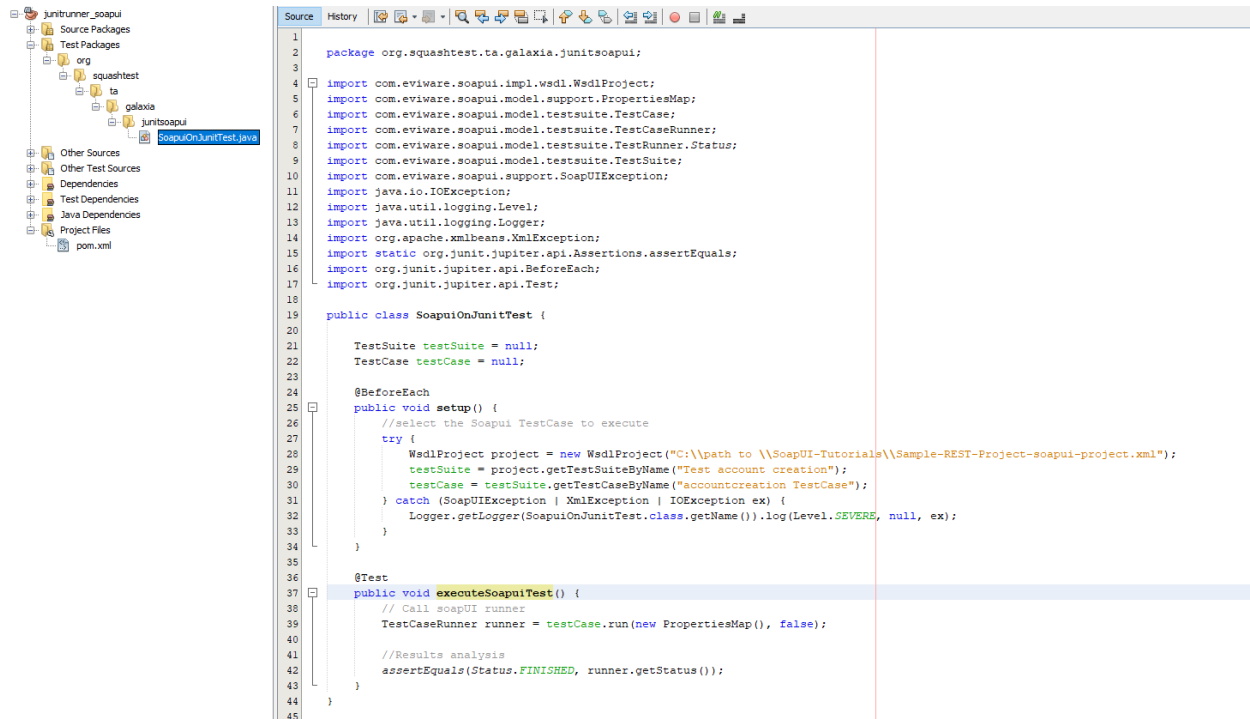 junitrunner_soapui
Source Packages
Test Packages
org
squashtest
ta
galaxia
junitsoapui
SoapuiOnJunitTest.java
Other Sources
Other Test Sources
Dependencies
Test Dependencies
Java Dependencies
Project Files
pom.xml
Source History
1
2 package org.squashtest.ta.galaxia.junitsoapui;
3
4 import com.eviware.soapui.impl.wsdl.WsdlProject;
5 import com.eviware.soapui.model.support.PropertiesMap;
6 import com.eviware.soapui.model.testsuite.TestCase;
7 import com.eviware.soapui.model.testsuite.TestCaseRunner;
8 import com.eviware.soapui.model.testsuite.TestRunner.Status;
9 import com.eviware.soapui.model.testsuite.TestSuite;
10 import com.eviware.soapui.support.SoapUIException;
11 import java.io.IOException;
12 import java.util.logging.Level;
13 import java.util.logging.Logger;
14 import org.apache.xmlbeans.XmlException;
15 import static org.junit.jupiter.api.Assertions.assertEquals;
16 import org.junit.jupiter.api.BeforeEach;
17 import org.junit.jupiter.api.Test;
18
19 public class SoapuiOnJunitTest {
20
21 TestSuite testSuite = null;
22 TestCase testCase = null;
23
24 @BeforeEach
25 public void setup() {
26 //select the Soapui TestCase to execute
27 try {
28 WsdlProject project = new WsdlProject("C:\\path to \\SoapUI-Tutorials\\Sample-REST-Project-soapui-project.xml");
29 testSuite = project.getTestSuiteByName("Test account creation");
30 testCase = testSuite.getTestCaseByName("accountcreation TestCase");
31 } catch (SoapUIException | XmlException | IOException ex) {
32 Logger.getLogger(SoapuiOnJunitTest.class.getName()).log(Level.SEVERE, null, ex);
33 }
34 }
35
36 @Test
37 public void executeSoapuiTest() {
38 // Call soapUI runner
39 TestCaseRunner runner = testCase.run(new PropertiesMap(), false);
40
41 //Results analysis
42 assertEquals(Status.FINISHED, runner.getStatus());
43 }
44 }
45